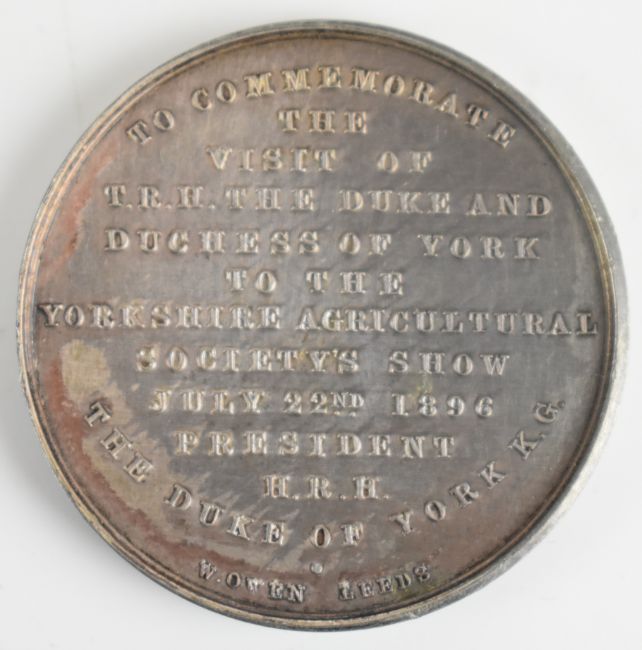 TO COMMEMORATE
THE
VISIT OF
T.R.H. THE DUKE AND
DUCHESS OF YORK
TO THE
YORKSHIRE AGRICULTURAL
SOCIETY'S SHOW
JULY 22ND 1896
PRESIDENT
H.R.H.
THE DUKE OF YORK K.G.
W. OWEN LEEDS